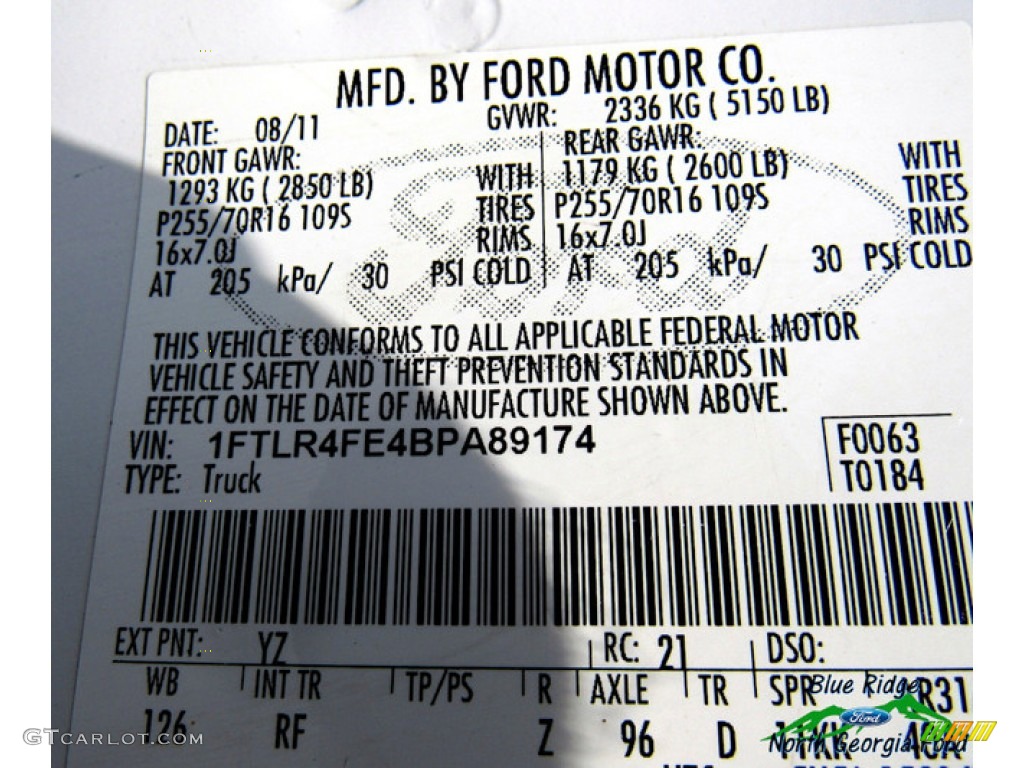 MFD. BY FORD MOTOR CO.
DATE: 08/11 GVWR: 2336 KG ( 5150 LB)
FRONT GAWR: REAR GAWR:
1293 KG ( 2850 LB) WITH 1179 KG ( 2600 LB) WITH
P255/70R16 109S TIRES P255/70R16 109S TIRES
16x7.0J RIMS 16x7.0J RIMS
AT 205 kPa/ 30 PSI COLD AT 205 kPa/ 30 PSI COLD
THIS VEHICLE CONFORMS TO ALL APPLICABLE FEDERAL MOTOR
VEHICLE SAFETY AND THEFT PREVENTION STANDARDS IN
EFFECT ON THE DATE OF MANUFACTURE SHOWN ABOVE.
VIN: 1FTLR4FE4BPA89174 F0063
TYPE: Truck T0184
EXT PNT: YZ RC: 21 DSO:
WB INT TR TP/PS R AXLE TR SPR R31
126 RF Z 96 D
Blue Ridge
Ford
North Georgia Ford
GTCARLOT.COM